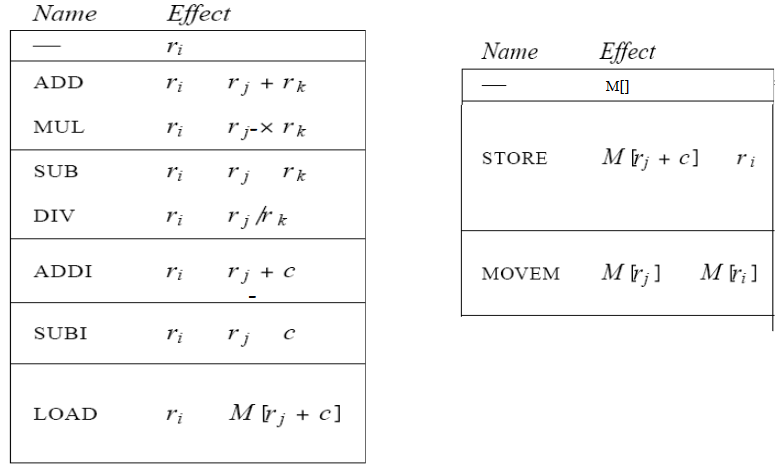 Name Effect
— r_i
ADD r_i r_j + r_k
MUL r_i r_j × r_k
SUB r_i r_j r_k
DIV r_i r_j / r_k
ADDI r_i r_j + c
-
SUBI r_i r_j c
LOAD r_i M[r_j + c]
Name Effect
— M[]
STORE M[r_j + c] r_i
MOVEM M[r_j] M[r_i]